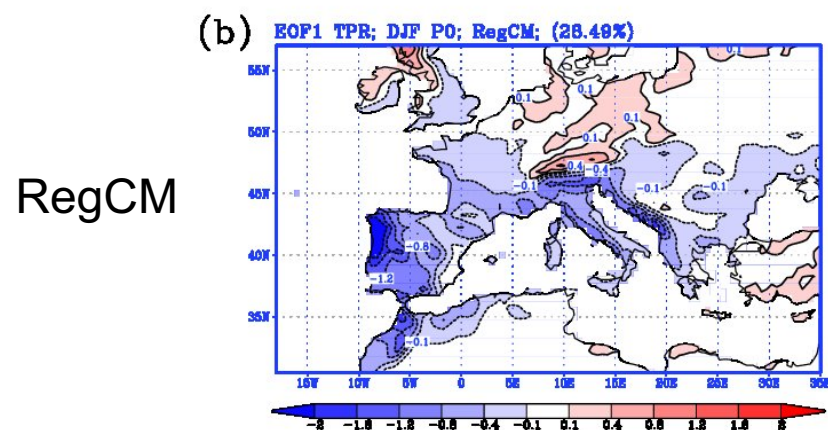 (b) EOF1 TPR; DJF P0; RegCM;
0.1
55N
0.1
0.1
0.1
50N
0.1
0.4 -0.4
-0.1 -0.1 -0.1
45N
RegCM
-0.8
40N
-1.2
35N
-0.1
15W 10W 5W 0 5E 10E 15E 20E 25E 30E 35E
-2 -1.6 -1.2 -0.8 -0.4 -0.1 0.1 0.4 0.8 1.2 1.6 2